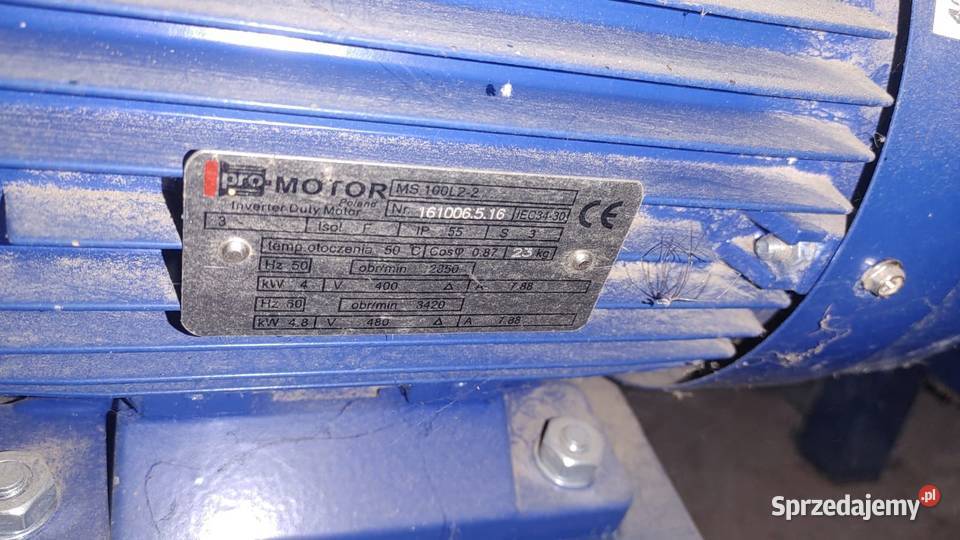 pro-MOTOR MS 100L2-2
Poland
Inverter Duty Motor Nr. 161006.5.16 IEC34-30 CE
3 Isol F IP 55 S 3
temp.otoczenia 50 °C Cosφ 0.87 23 kg
Hz 50 obr/min 2850
kW 4 V 400 Δ A 7.88
Hz 60 obr/min 3420
kW 4.8 V 480 Δ A 7.88
Sprzedajemy.pl